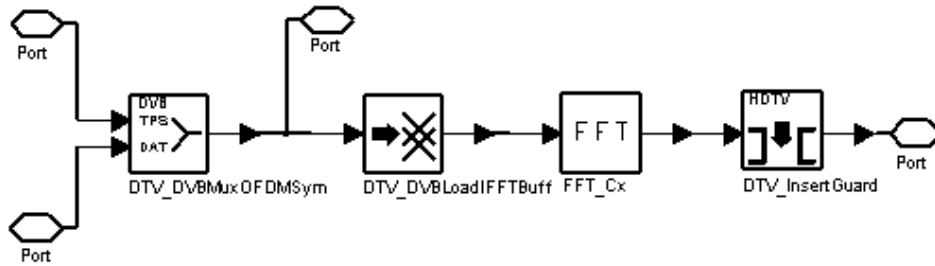 Port
Port
DVB
TPS
DAT
FFT
HDTV
Port
DTV_DVBMuxOFDMSym
DTV_DVBLoadIFFTBuff
FFT_Cx
DTV_InsertGuard
Port